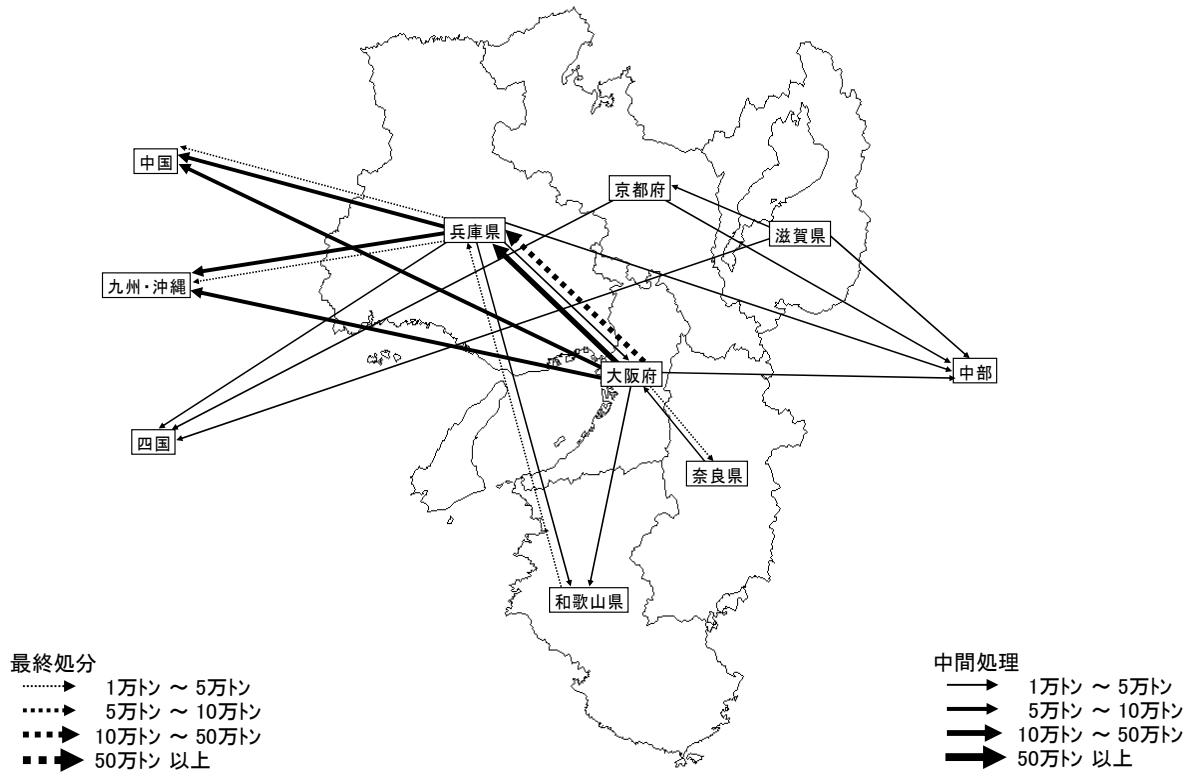 中国
京都府
兵庫県
滋賀県
九州・沖縄
大阪府
中部
四国
奈良県
和歌山県
最終処分
1万トン ～ 5万トン
5万トン ～ 10万トン
10万トン ～ 50万トン
50万トン 以上
中間処理
1万トン ～ 5万トン
5万トン ～ 10万トン
10万トン ～ 50万トン
50万トン 以上